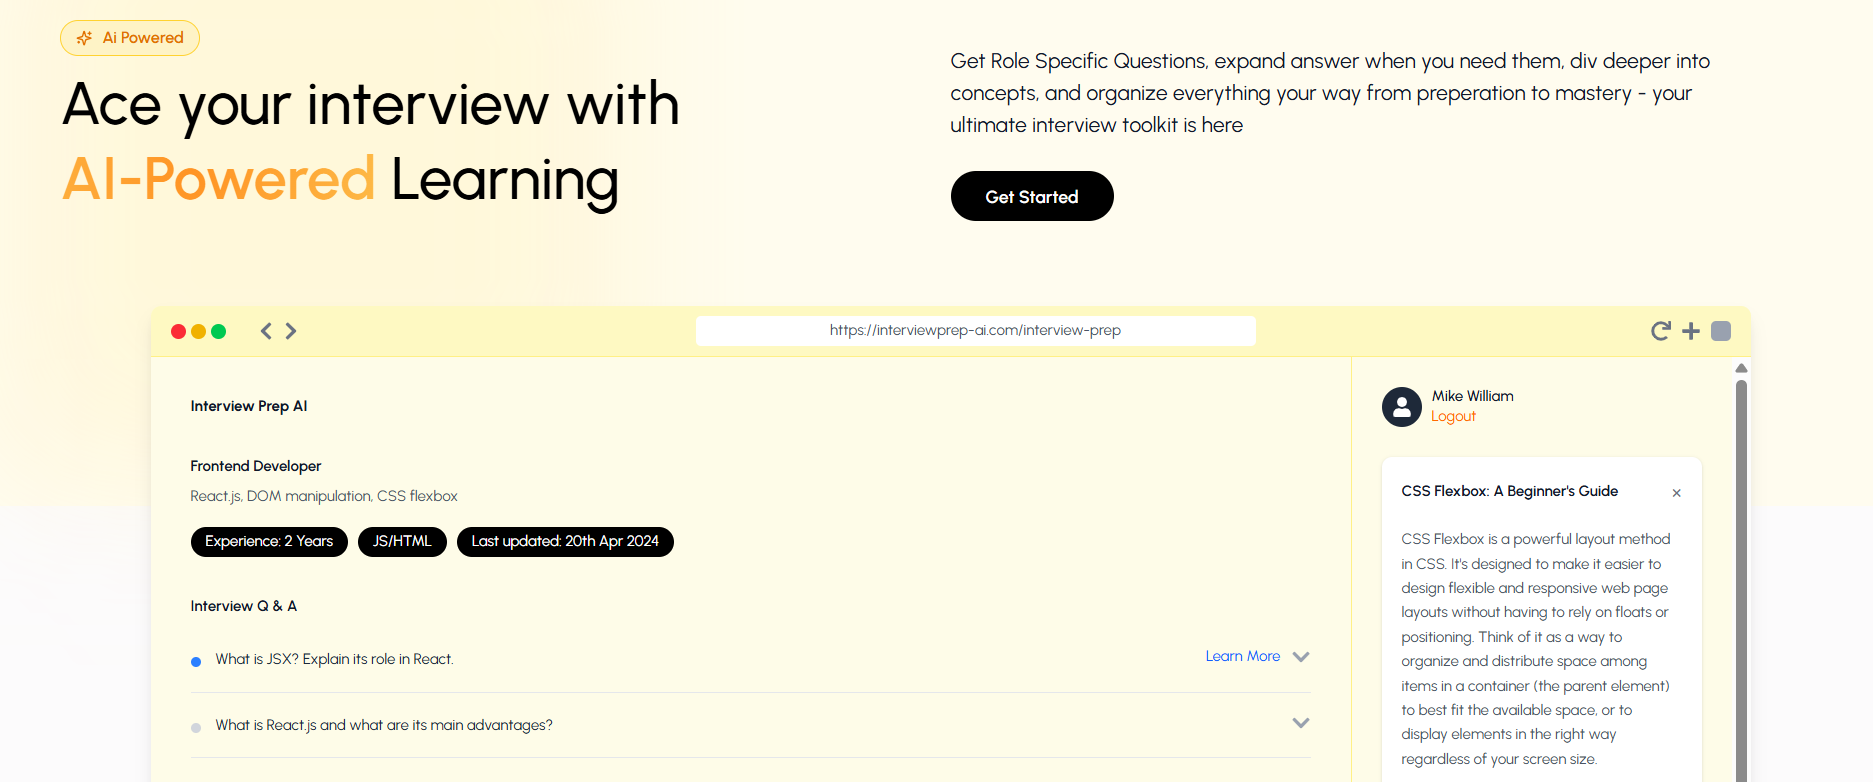 Ai Powered
Ace your interview with
AI-Powered Learning
Get Role Specific Questions, expand answer when you need them, div deeper into
concepts, and organize everything your way from preperation to mastery - your
ultimate interview toolkit is here
Get Started
https://interviewprep-ai.com/interview-prep
Interview Prep AI
Frontend Developer
React.js, DOM manipulation, CSS flexbox
Experience: 2 Years
JS/HTML
Last updated: 20th Apr 2024
Interview Q & A
What is JSX? Explain its role in React.
Learn More
What is React.js and what are its main advantages?
Mike William
Logout
CSS Flexbox: A Beginner's Guide
CSS Flexbox is a powerful layout method
in CSS. It's designed to make it easier to
design flexible and responsive web page
layouts without having to rely on floats or
positioning. Think of it as a way to
organize and distribute space among
items in a container (the parent element)
to best fit the available space, or to
display elements in the right way
regardless of your screen size.